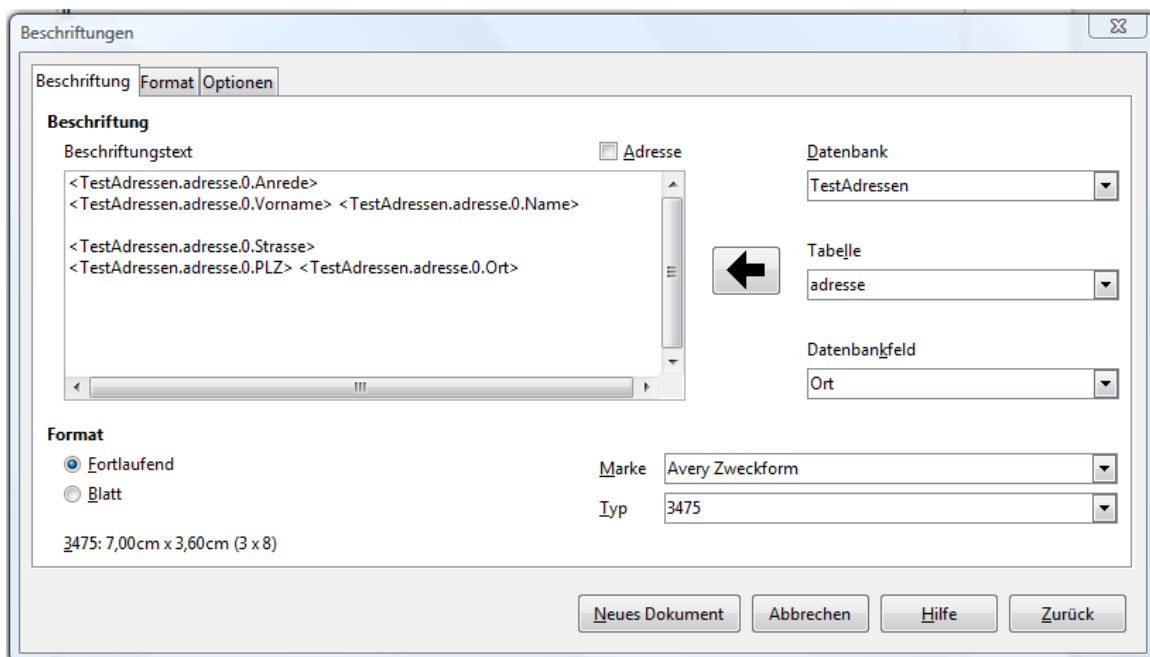 Beschriftungen
Beschriftung Format Optionen
Beschriftung
Beschriftungstext
Adresse
Datenbank
<TestAdressen.adresse.0.Anrede>
<TestAdressen.adresse.0.Vorname> <TestAdressen.adresse.0.Name>
<TestAdressen.adresse.0.Strasse>
<TestAdressen.adresse.0.PLZ> <TestAdressen.adresse.0.Ort>
TestAdressen
Tabelle
adresse
Datenbankfeld
Ort
Format
Fortlaufend
Blatt
Marke Avery Zweckform
Typ 3475
3475: 7,00cm x 3,60cm (3 x 8)
Neues Dokument Abbrechen Hilfe Zurück